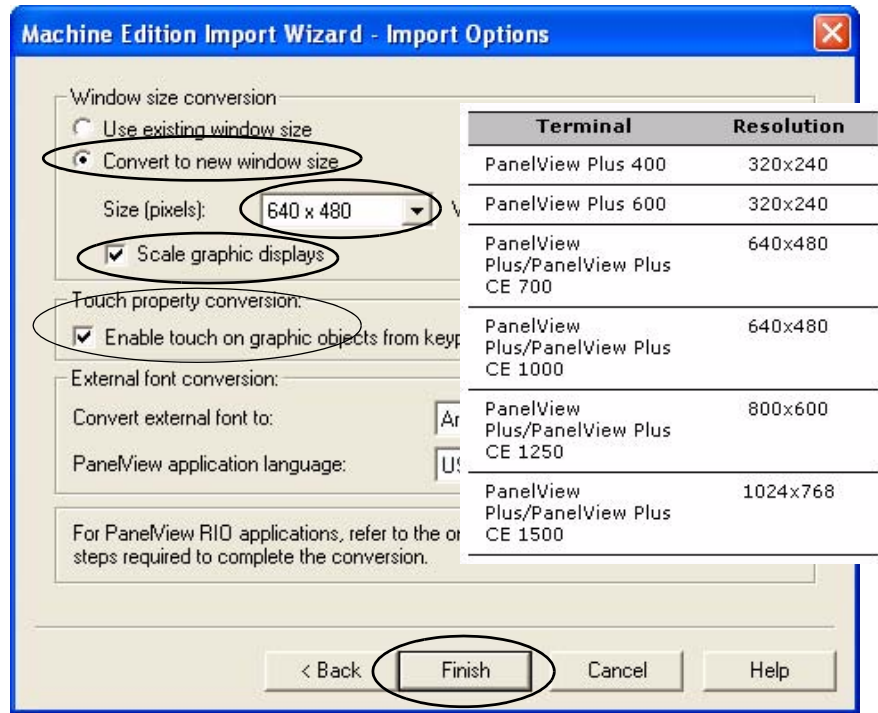 Machine Edition Import Wizard - Import Options
Window size conversion
Use existing window size
Convert to new window size
Size (pixels):
640 x 480
Scale graphic displays
Touch property conversion:
Enable touch on graphic objects from keyp
External font conversion:
Convert external font to:
PanelView application language:
For PanelView RIO applications, refer to the
steps required to complete the conversion.
< Back
Finish
Cancel
Help
Terminal Resolution
PanelView Plus 400 320x240
PanelView Plus 600 320x240
PanelView 640x480
Plus/PanelView Plus
CE 700
PanelView 640x480
Plus/PanelView Plus
CE 1000
PanelView 800x600
Plus/PanelView Plus
CE 1250
PanelView 1024x768
Plus/PanelView Plus
CE 1500